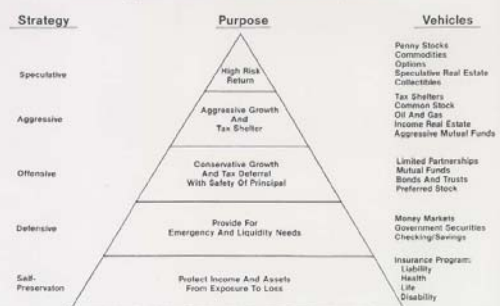 Strategy
Purpose
Vehicles
Speculative
High Risk
Return
Penny Stocks
Commodities
Options
Speculative Real Estate
Collectibles
Aggressive
Aggressive Growth
And
Tax Shelter
Tax Shelters
Common Stock
Oil And Gas
Income Real Estate
Aggressive Mutual Funds
Offensive
Conservative Growth
And Tax Deferral
With Safety Of Principal
Limited Partnerships
Mutual Funds
Bonds And Trusts
Preferred Stock
Defensive
Provide For
Emergency And Liquidity Needs
Money Markets
Government Securities
Checking/Savings
Self-
Preservaton
Protect Income And Assets
From Exposure To Loss
Insurance Program:
Liability
Health
Life
Disability